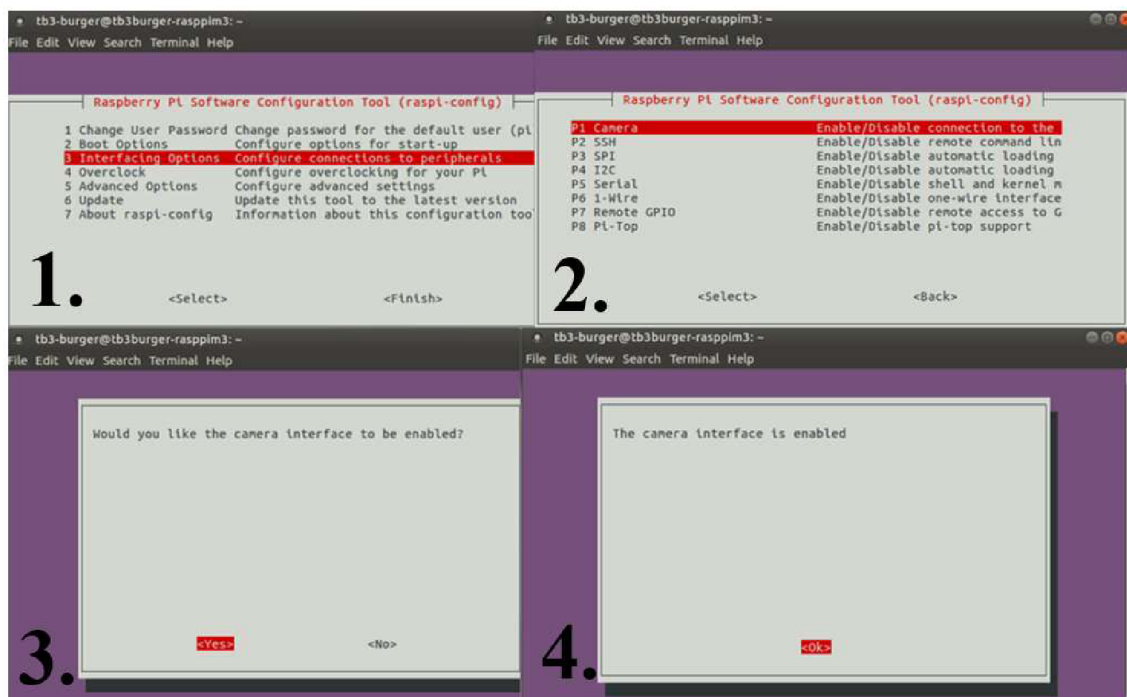 tb3-burger@tb3burger-rasppim3: ~
File Edit View Search Terminal Help
Raspberry Pi Software Configuration Tool (raspi-config)
1 Change User Password Change password for the default user (pi
2 Boot Options Configure options for start-up
3 Interfacing Options Configure connections to peripherals
4 Overclock Configure overclocking for your Pi
5 Advanced Options Configure advanced settings
6 Update Update this tool to the latest version
7 About raspi-config Information about this configuration too
<Select> <Finish>
1.
tb3-burger@tb3burger-rasppim3: ~
File Edit View Search Terminal Help
Raspberry Pi Software Configuration Tool (raspi-config)
P1 Camera Enable/Disable connection to the
P2 SSH Enable/Disable remote command lin
P3 SPI Enable/Disable automatic loading
P4 I2C Enable/Disable automatic loading
P5 Serial Enable/Disable shell and kernel m
P6 1-Wire Enable/Disable one-wire interface
P7 Remote GPIO Enable/Disable remote access to G
P8 Pi-Top Enable/Disable pi-top support
<Select> <Back>
2.
tb3-burger@tb3burger-rasppim3: ~
File Edit View Search Terminal Help
Would you like the camera interface to be enabled?
<Yes> <No>
3.
tb3-burger@tb3burger-rasppim3: ~
File Edit View Search Terminal Help
The camera interface is enabled
<Ok>
4.